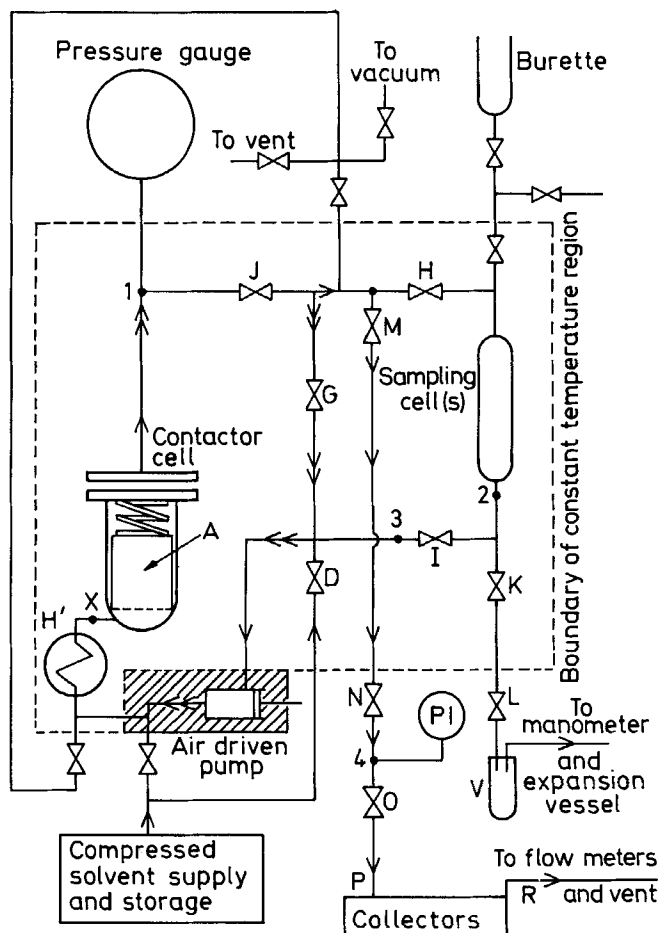 Pressure gauge
To
vacuum
To vent
Burette
Boundary of constant temperature region
1
J
H
M
G
Sampling
cell(s)
Contactor
cell
A
2
3
I
D
K
X
H'
N
L
PI
To
manometer
and
expansion
vessel
V
Air driven
pump
4
O
Compressed
solvent supply
and storage
P
To flow meters
R
and vent
Collectors